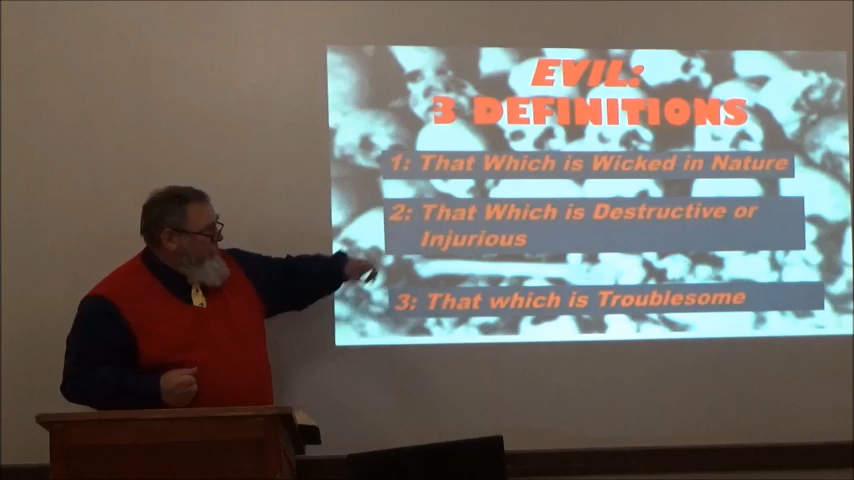 EVIL:
3 DEFINITIONS
1: That Which is Wicked in Nature
2: That Which is Destructive or
Injurious
3: That which is Troublesome